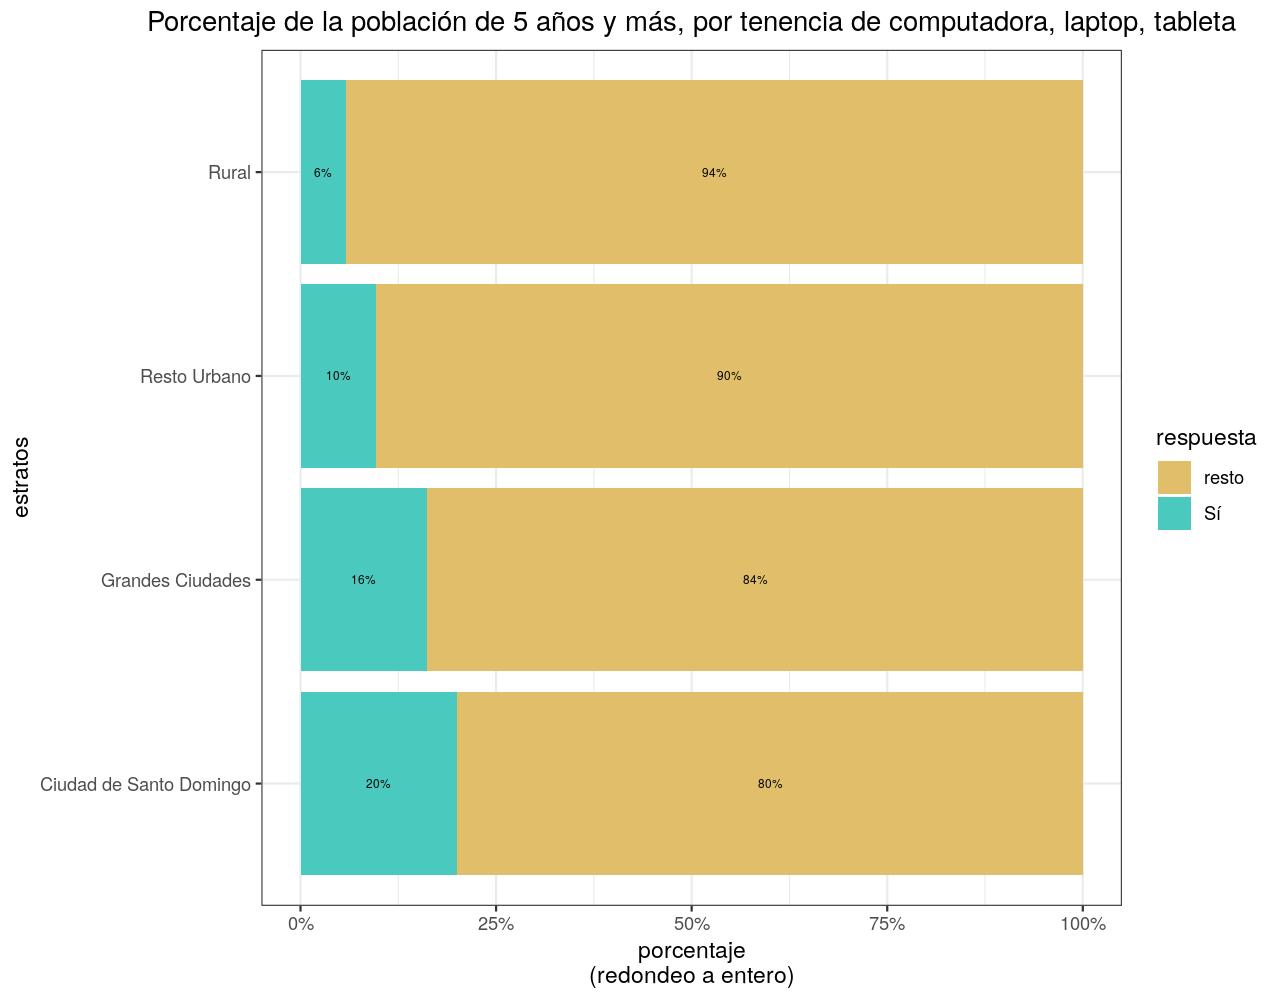 Porcentaje de la población de 5 años y más, por tenencia de computadora, laptop, tableta
Rural
6%
94%
Resto Urbano
10%
90%
Grandes Ciudades
16%
84%
Ciudad de Santo Domingo
20%
80%
0%
25%
50%
75%
100%
porcentaje
(redondeo a entero)
estratos
respuesta
resto
Sí